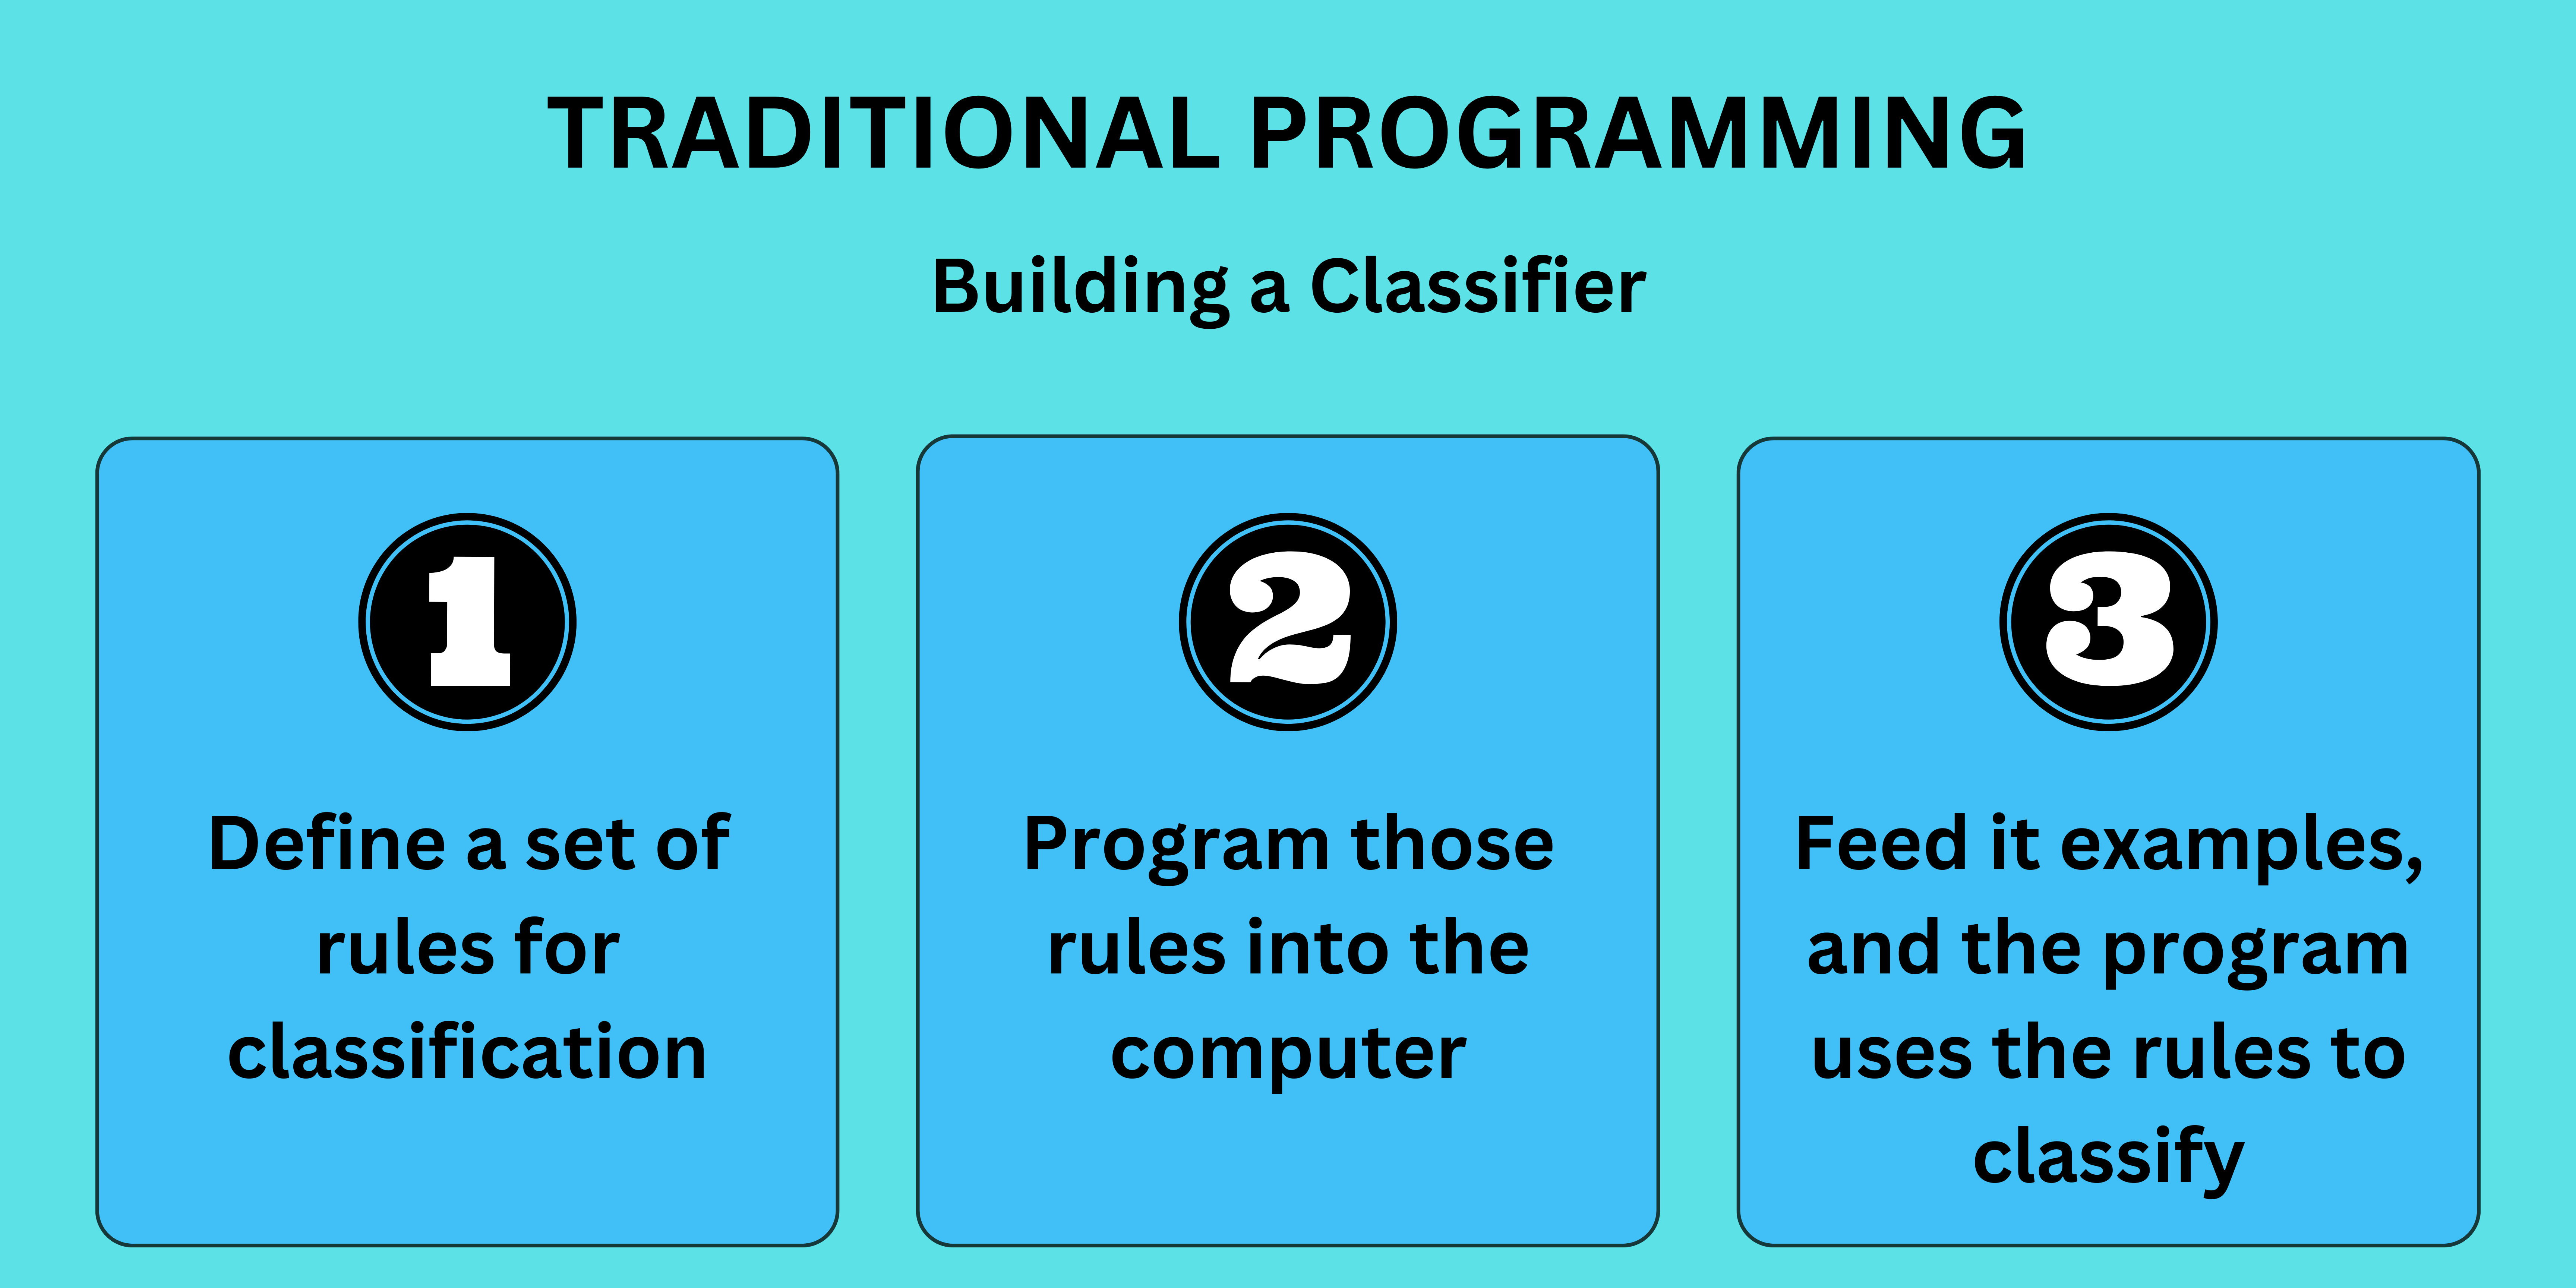 TRADITIONAL PROGRAMMING
Building a Classifier
1
Define a set of
rules for
classification
2
Program those
rules into the
computer
3
Feed it examples,
and the program
uses the rules to
classify